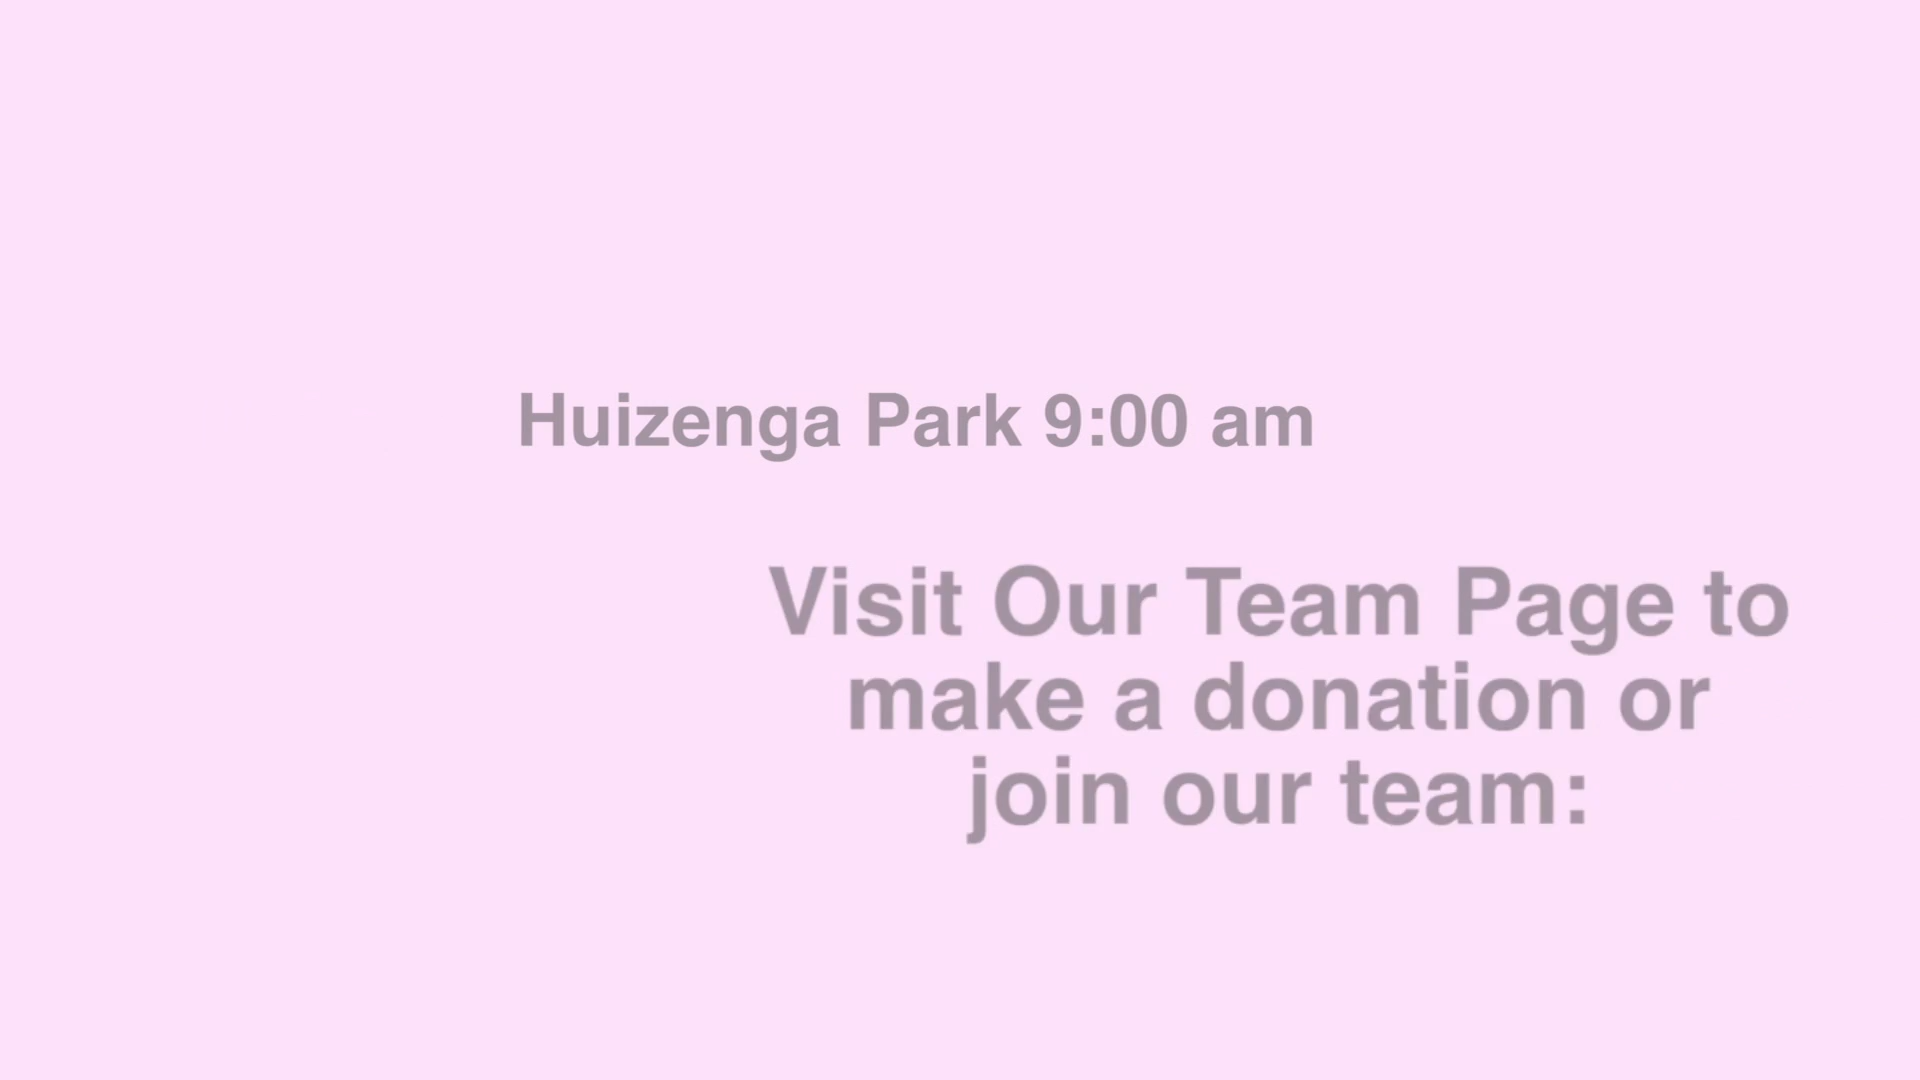 Huizenga Park 9:00 am
Visit Our Team Page to
make a donation or
join our team: